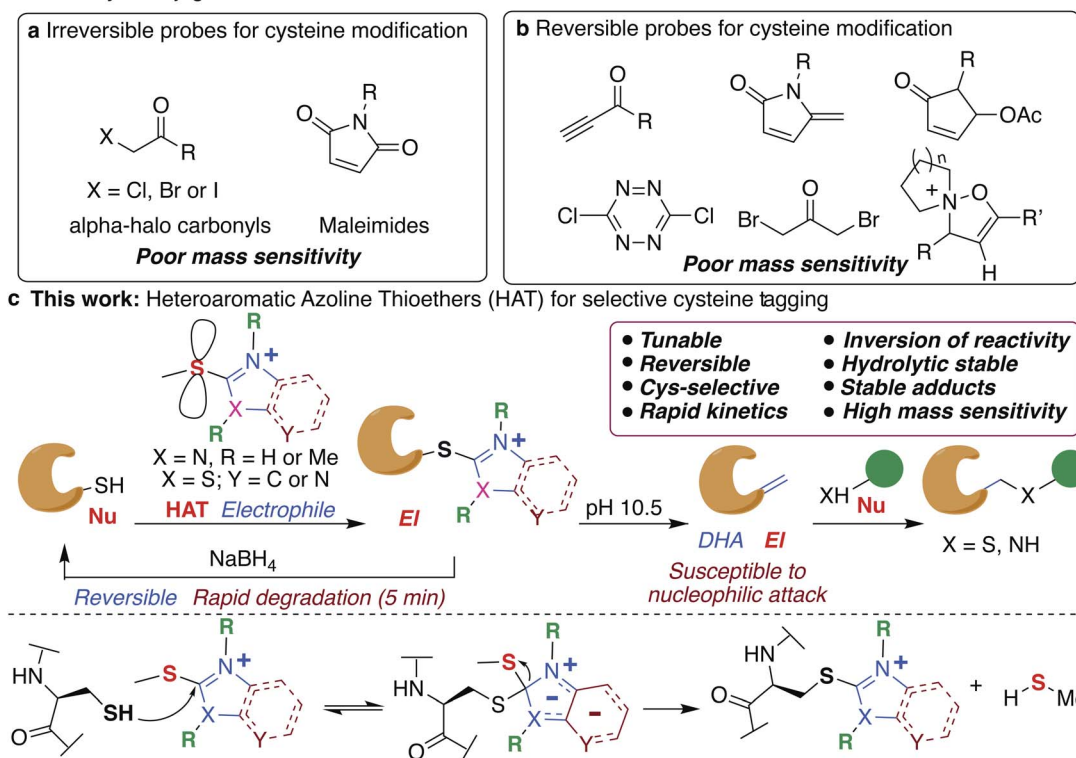 a Irreversible probes for cysteine modification
O
X
R
X = Cl, Br or I
alpha-halo carbonyls
R
N
O
O
Maleimides
Poor mass sensitivity
b Reversible probes for cysteine modification
O
R
R
N
O
R
O
OAc
N=N
Cl
Cl
N=N
O
Br
Br
( )n
+
N
O
R'
R
H
Poor mass sensitivity
c This work: Heteroaromatic Azoline Thioethers (HAT) for selective cysteine tagging
R
S
N+
X
R
Y
X = N, R = H or Me
X = S; Y = C or N
SH
Nu
HAT Electrophile
R
S
N+
X
R
Y
El
NaBH4
Reversible Rapid degradation (5 min)
• Tunable
• Reversible
• Cys-selective
• Rapid kinetics
• Inversion of reactivity
• Hydrolytic stable
• Stable adducts
• High mass sensitivity
pH 10.5
DHA El
Susceptible to
nucleophilic attack
XH
Nu
X
X = S, NH
HN
O
SH
R
S
N+
X
R
Y
HN
O
S
S
R
N+
-
-
X
R
Y
HN
O
S
R
N+
X
R
Y
+
H S